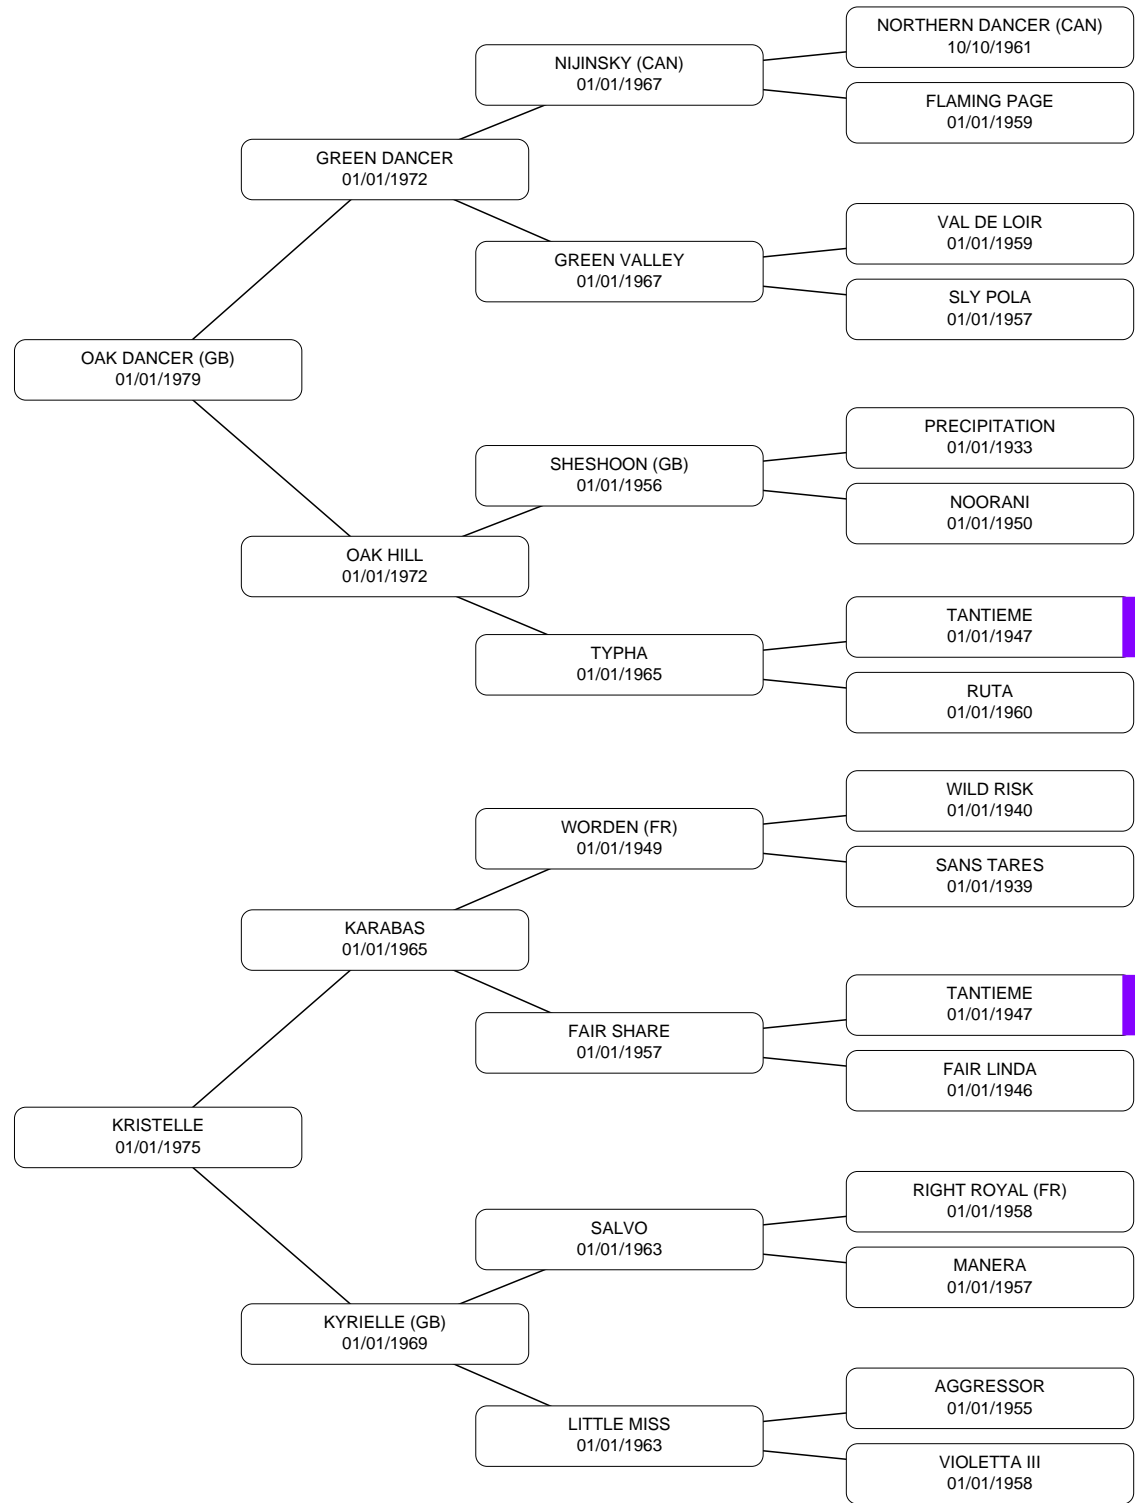 NORTHERN DANCER (CAN)
10/10/1961
NIJINSKY (CAN)
01/01/1967
FLAMING PAGE
01/01/1959
GREEN DANCER
01/01/1972
VAL DE LOIR
01/01/1959
GREEN VALLEY
01/01/1967
SLY POLA
01/01/1957
OAK DANCER (GB)
01/01/1979
PRECIPITATION
01/01/1933
SHESHOON (GB)
01/01/1956
NOORANI
01/01/1950
OAK HILL
01/01/1972
TANTIEME
01/01/1947
TYPHA
01/01/1965
RUTA
01/01/1960
WILD RISK
01/01/1940
WORDEN (FR)
01/01/1949
SANS TARES
01/01/1939
KARABAS
01/01/1965
TANTIEME
01/01/1947
FAIR SHARE
01/01/1957
FAIR LINDA
01/01/1946
KRISTELLE
01/01/1975
RIGHT ROYAL (FR)
01/01/1958
SALVO
01/01/1963
MANERA
01/01/1957
KYRIELLE (GB)
01/01/1969
AGGRESSOR
01/01/1955
LITTLE MISS
01/01/1963
VIOLETTA III
01/01/1958